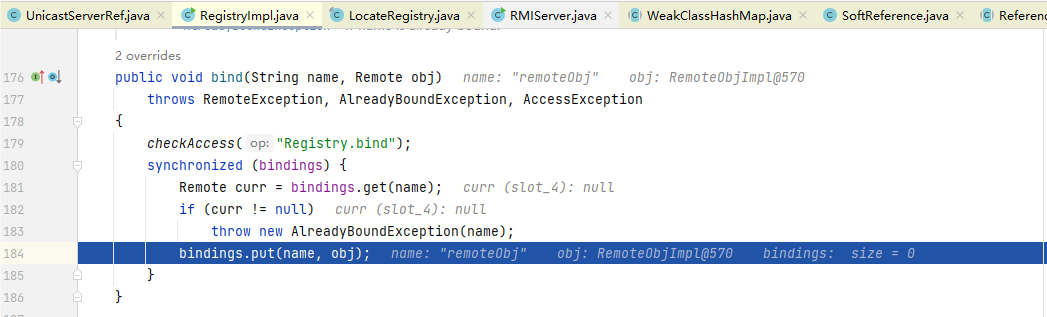 UnicastServerRef.java RegistryImpl.java LocateRegistry.java RMIServer.java WeakClassHashMap.java SoftReference.java Referenc
2 overrides
176 public void bind(String name, Remote obj) name: "remoteObj" obj: RemoteObjImpl@570
177 throws RemoteException, AlreadyBoundException, AccessException
178 {
179 checkAccess( op: "Registry.bind");
180 synchronized (bindings) {
181 Remote curr = bindings.get(name); curr (slot_4): null
182 if (curr != null) curr (slot_4): null
183 throw new AlreadyBoundException(name);
184 bindings.put(name, obj); name: "remoteObj" obj: RemoteObjImpl@570 bindings: size = 0
185 }
186 }